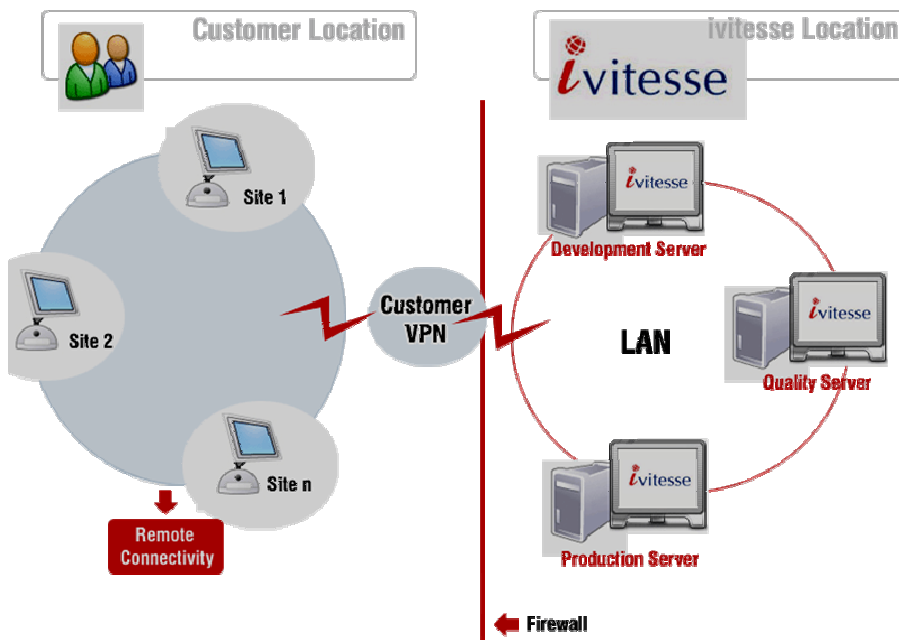 Customer Location
ivitesse Location
ivitesse
Site 1
ivitesse
Development Server
Site 2
Customer
VPN
LAN
ivitesse
Quality Server
Site n
ivitesse
Production Server
Remote
Connectivity
Firewall